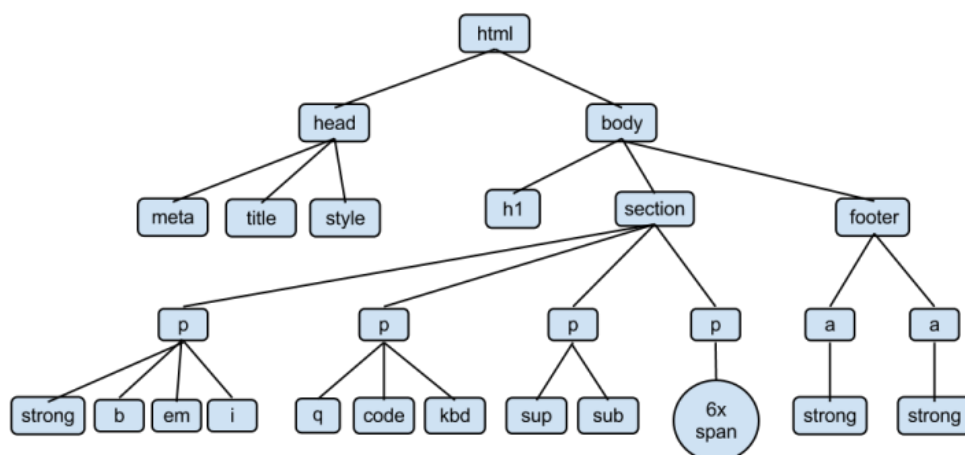 html
head
body
meta
title
style
h1
section
footer
p
p
p
p
a
a
strong
b
em
i
q
code
kbd
sup
sub
6x
span
strong
strong